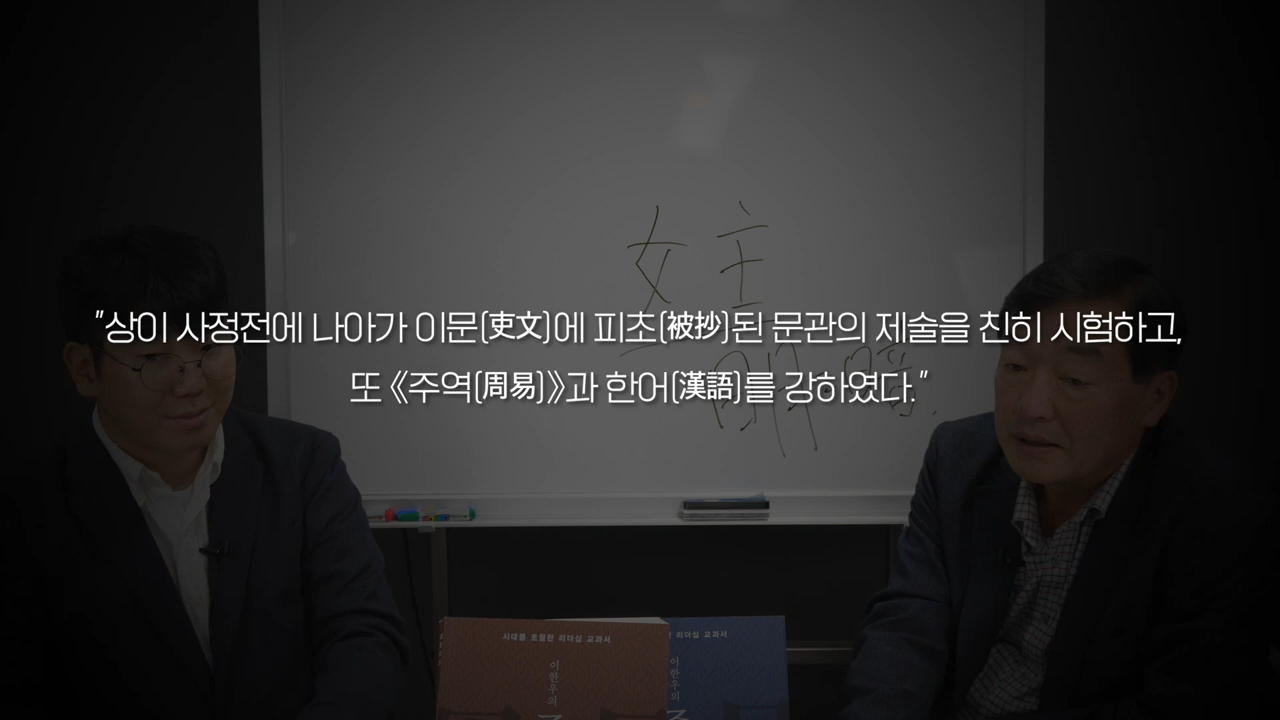 女主
"상이 사정전에 나아가 이문(吏文)에 피초(被抄)된 문관의 제술을 친히 시험하고,
또 《주역(周易)》과 한어(漢語)를 강하였다."
시대를 초월한 리더십 교과서
리더십 교과서
이한우의
이한우의